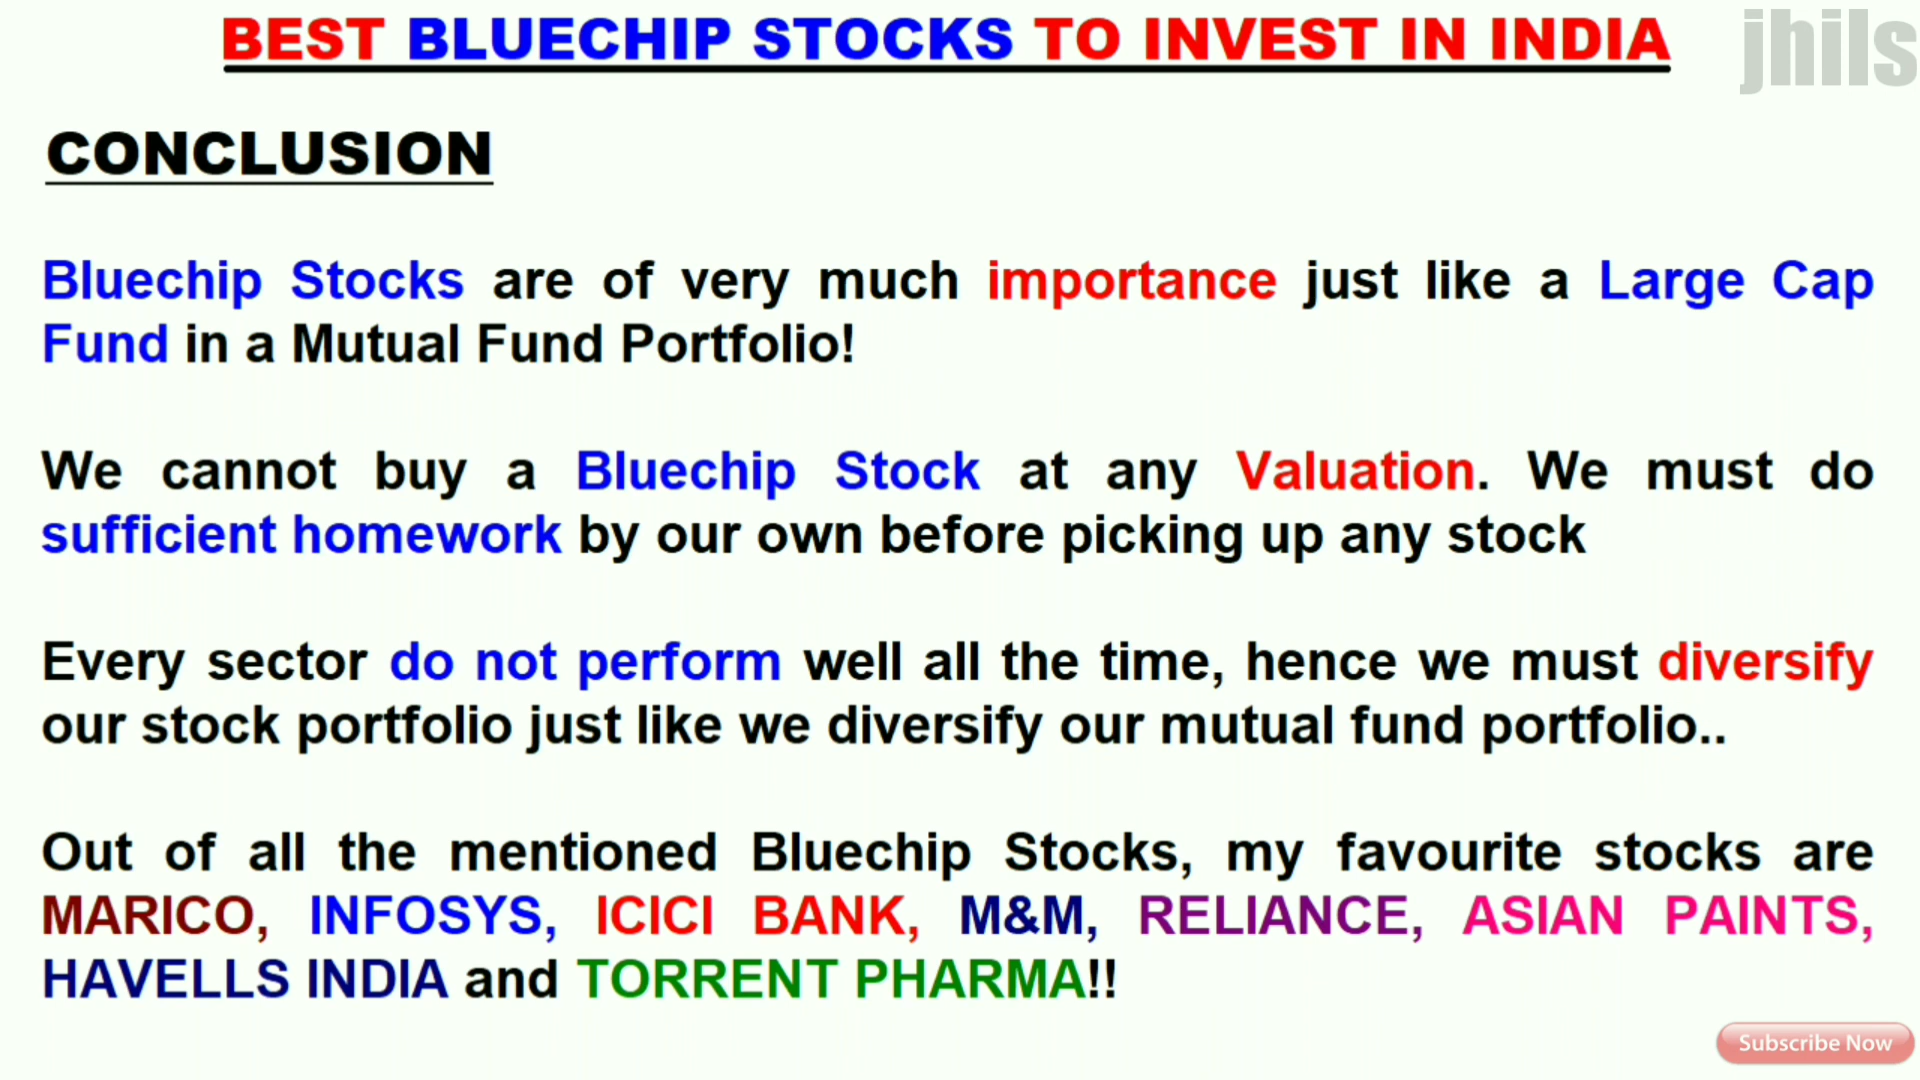 BEST BLUECHIP STOCKS TO INVEST IN INDIA
jhils
CONCLUSION
Bluechip Stocks are of very much importance just like a Large Cap
Fund in a Mutual Fund Portfolio!
We cannot buy a Bluechip Stock at any Valuation. We must do
sufficient homework by our own before picking up any stock
Every sector do not perform well all the time, hence we must diversify
our stock portfolio just like we diversify our mutual fund portfolio..
Out of all the mentioned Bluechip Stocks, my favourite stocks are
MARICO, INFOSYS, ICICI BANK, M&M, RELIANCE, ASIAN PAINTS,
HAVELLS INDIA and TORRENT PHARMA!!
Subscribe Now